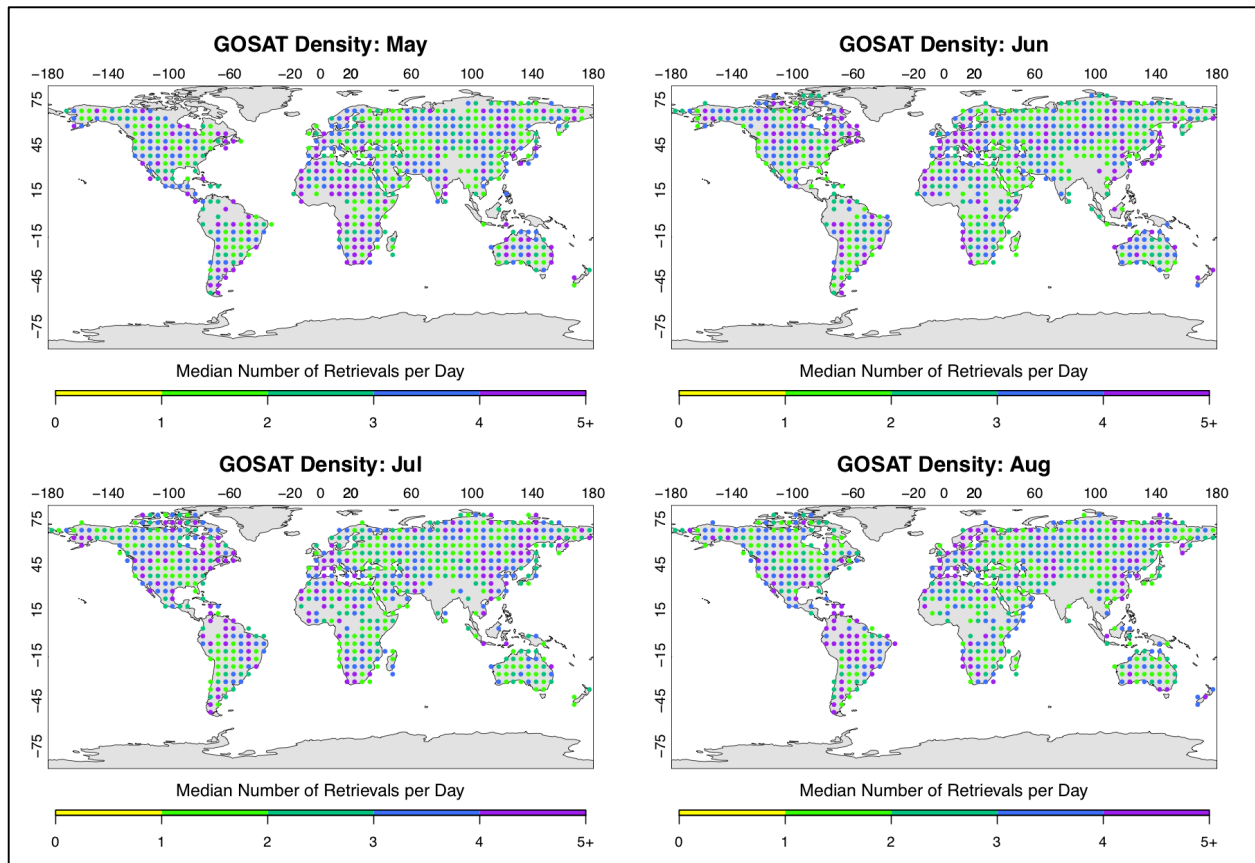 GOSAT Density: May
−180 −140 −100 −60 −20 0 20 60 100 140 180
75
45
15
−15
−45
−75
Median Number of Retrievals per Day
0 1 2 3 4 5+
GOSAT Density: Jun
−180 −140 −100 −60 −20 0 20 60 100 140 180
75
45
15
−15
−45
−75
Median Number of Retrievals per Day
0 1 2 3 4 5+
GOSAT Density: Jul
−180 −140 −100 −60 −20 0 20 60 100 140 180
75
45
15
−15
−45
−75
Median Number of Retrievals per Day
0 1 2 3 4 5+
GOSAT Density: Aug
−180 −140 −100 −60 −20 0 20 60 100 140 180
75
45
15
−15
−45
−75
Median Number of Retrievals per Day
0 1 2 3 4 5+